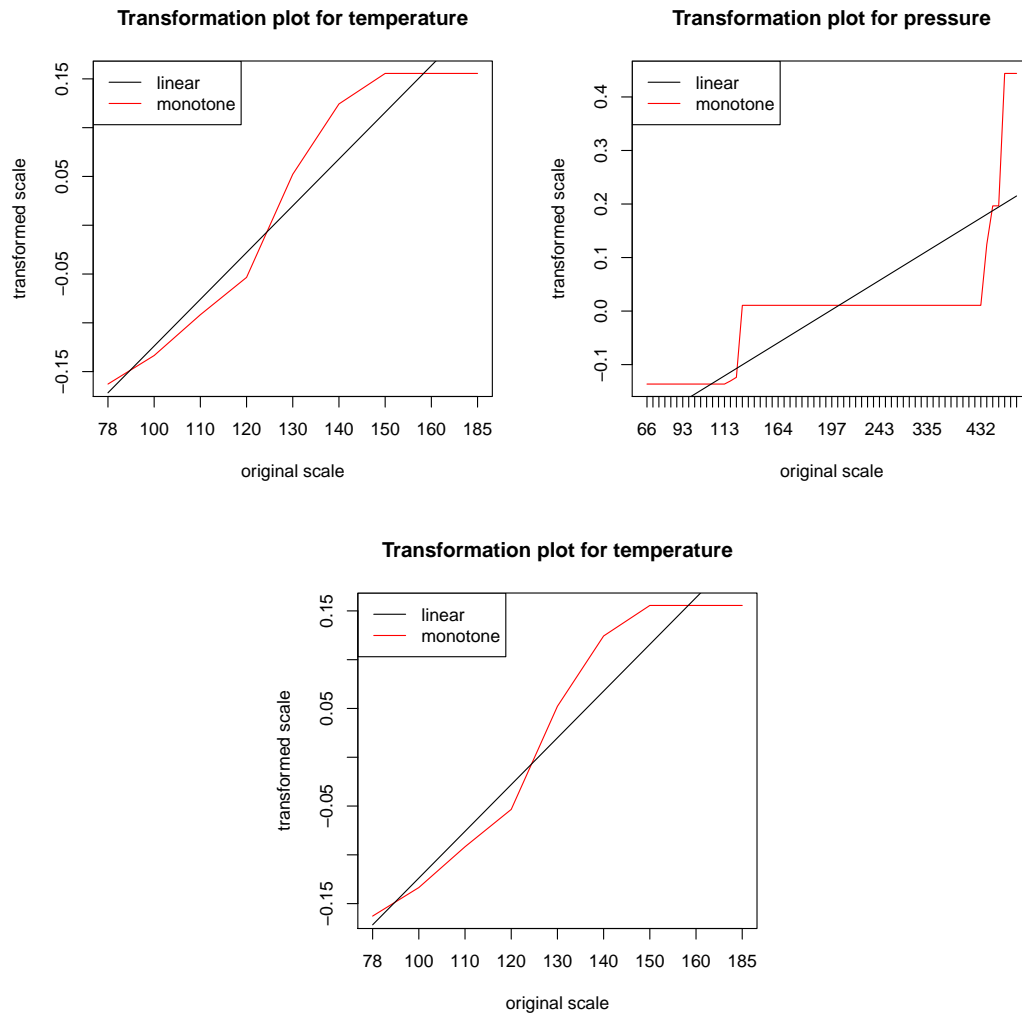 Transformation plot for temperature
linear
monotone
0.15
0.05
−0.05
−0.15
transformed scale
78 100 110 120 130 140 150 160 185
original scale
Transformation plot for pressure
linear
monotone
0.4
0.3
0.2
0.1
0.0
−0.1
transformed scale
66 93 113 164 197 243 335 432
original scale
Transformation plot for temperature
linear
monotone
0.15
0.05
−0.05
−0.15
transformed scale
78 100 110 120 130 140 150 160 185
original scale